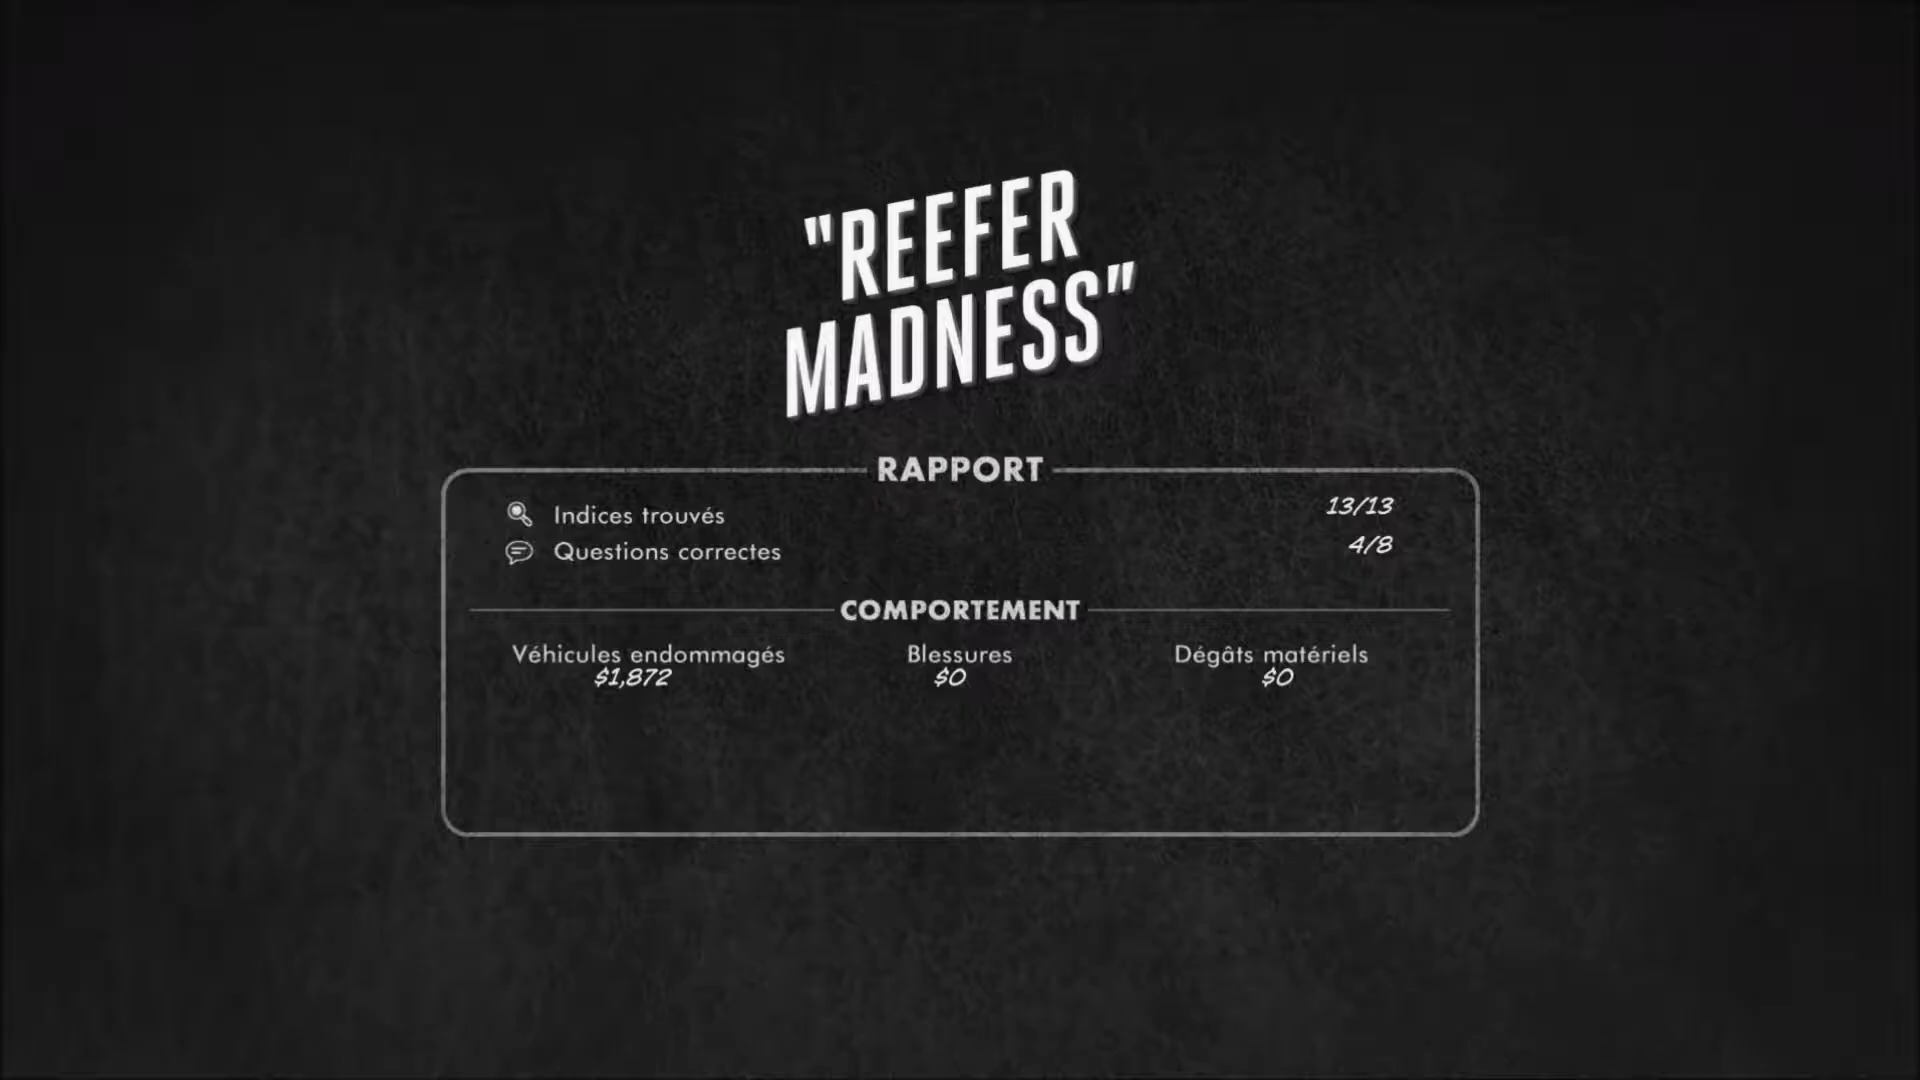 "REEFER
MADNESS"
RAPPORT
Indices trouvés 13/13
Questions correctes 4/8
COMPORTEMENT
Véhicules endommagés Blessures Dégâts matériels
$1,872 $0 $0